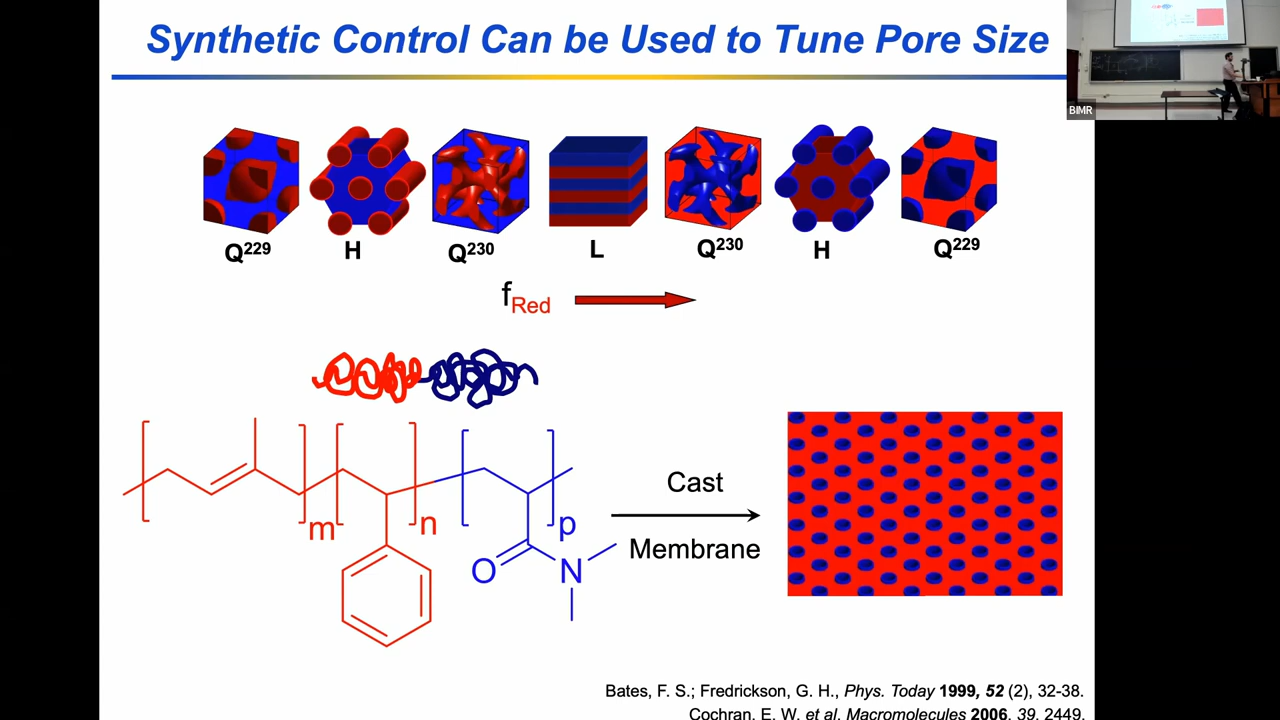 Synthetic Control Can be Used to Tune Pore Size
BIMR
Q229 H Q230 L Q230 H Q229
fRed
m n p
O N
Cast
Membrane
Bates, F. S.; Fredrickson, G. H., Phys. Today 1999, 52 (2), 32-38.
Cochran, E. W. et al. Macromolecules 2006, 39, 2449.